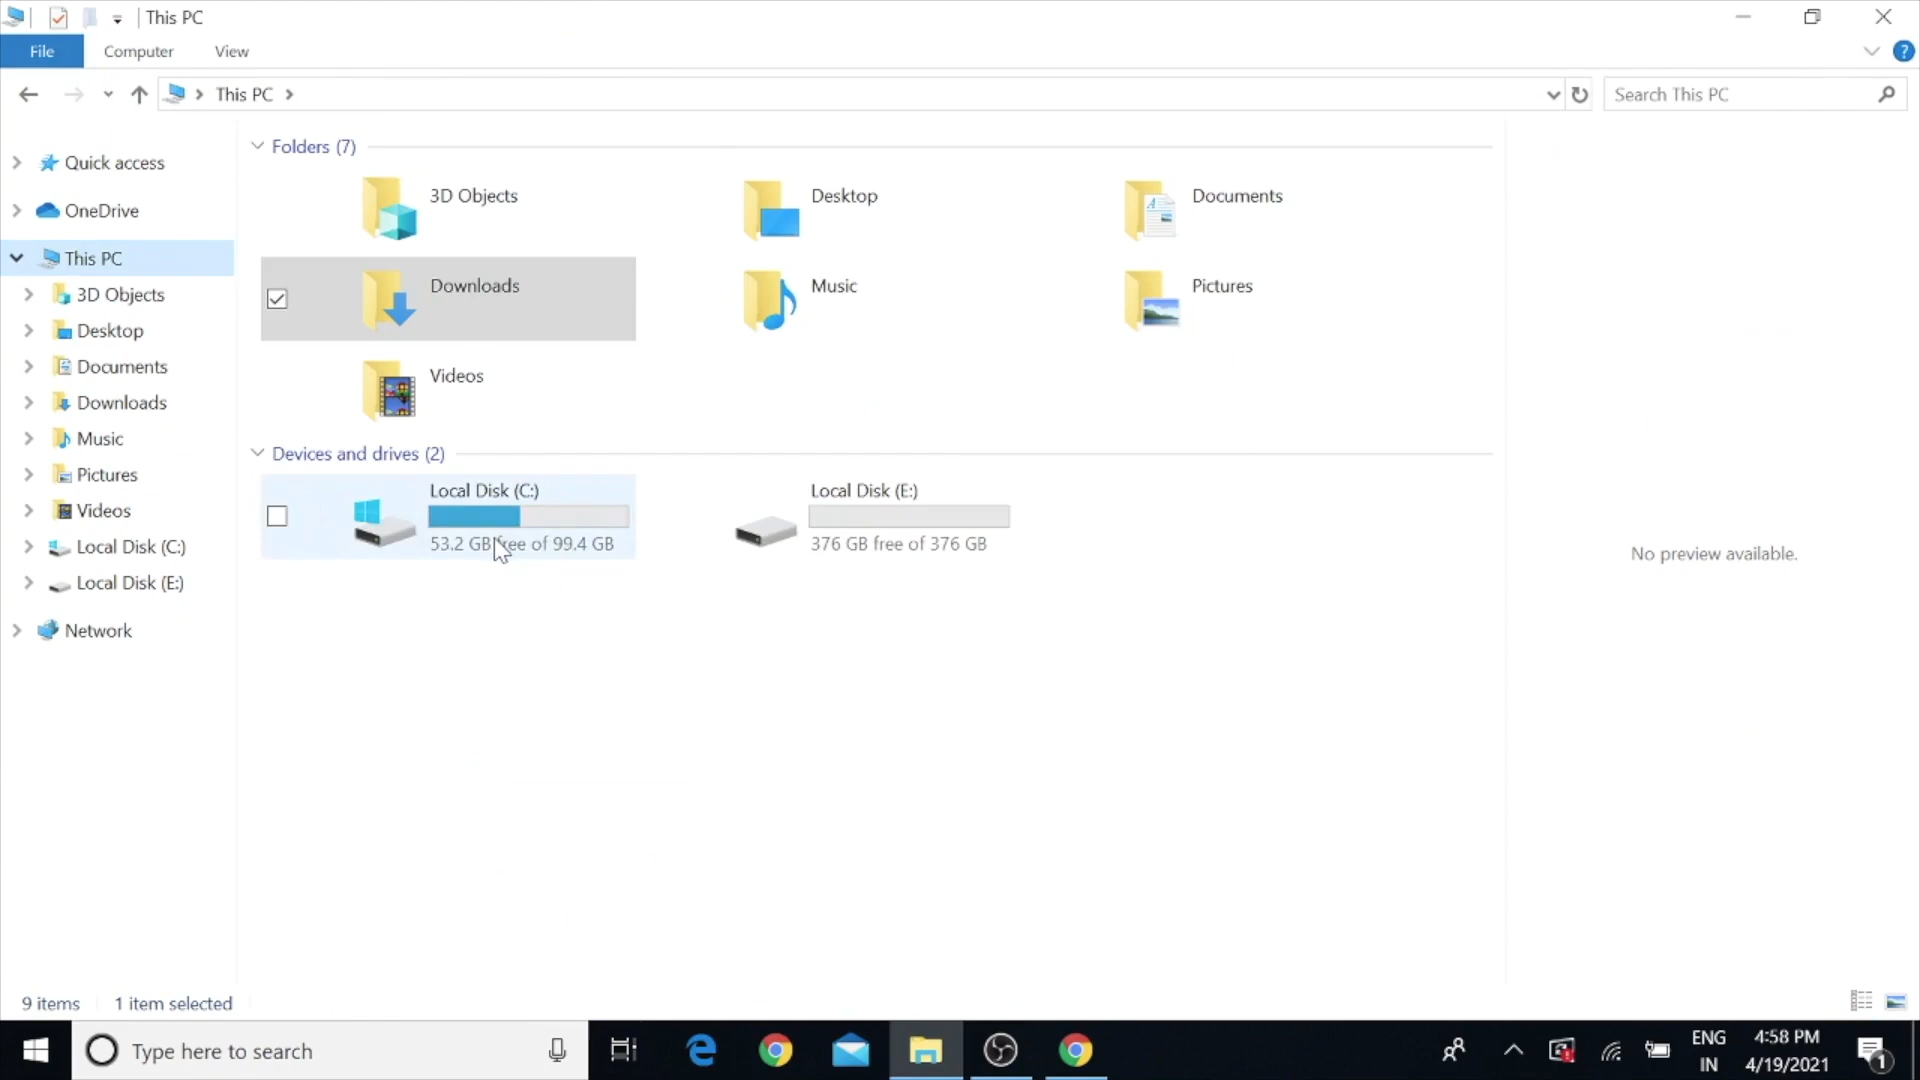 This PC
File Computer View
This PC
Search This PC
Quick access
OneDrive
This PC
3D Objects
Desktop
Documents
Downloads
Music
Pictures
Videos
Local Disk (C:)
Local Disk (E:)
Network
Folders (7)
3D Objects
Desktop
Documents
Downloads
Music
Pictures
Videos
Devices and drives (2)
Local Disk (C:)
53.2 GB free of 99.4 GB
Local Disk (E:)
376 GB free of 376 GB
No preview available.
9 items 1 item selected
Type here to search
ENG
IN
4:58 PM
4/19/2021
1